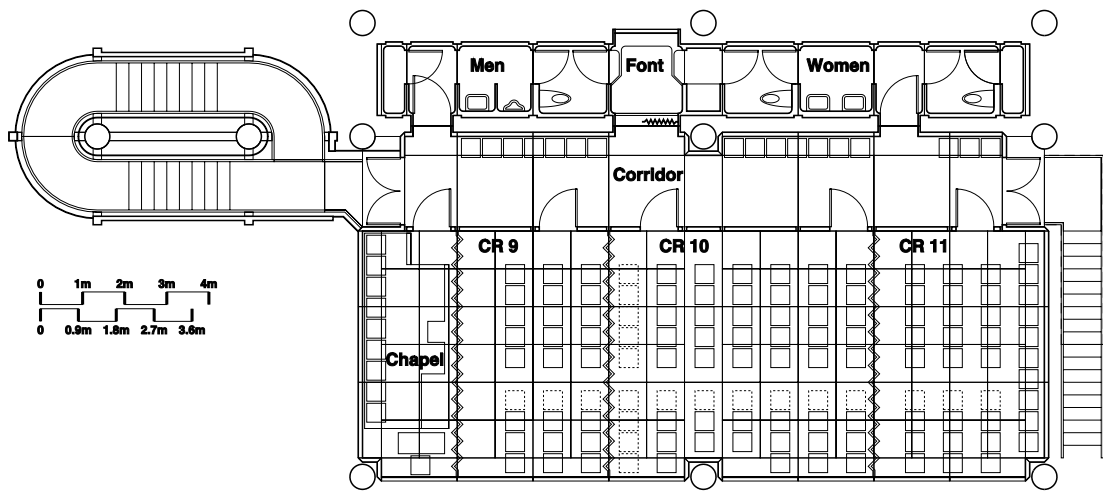 Men
Font
Women
Corridor
CR 9
CR 10
CR 11
0 1m 2m 3m 4m
0 0.9m 1.8m 2.7m 3.6m
Chapel